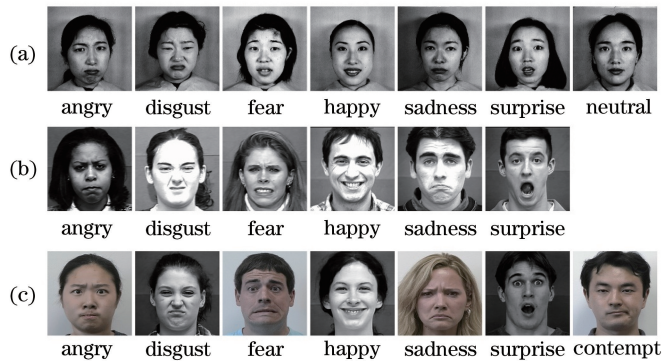 (a)
angry disgust fear happy sadness surprise neutral
(b)
angry disgust fear happy sadness surprise
(c)
angry disgust fear happy sadness surprise contempt